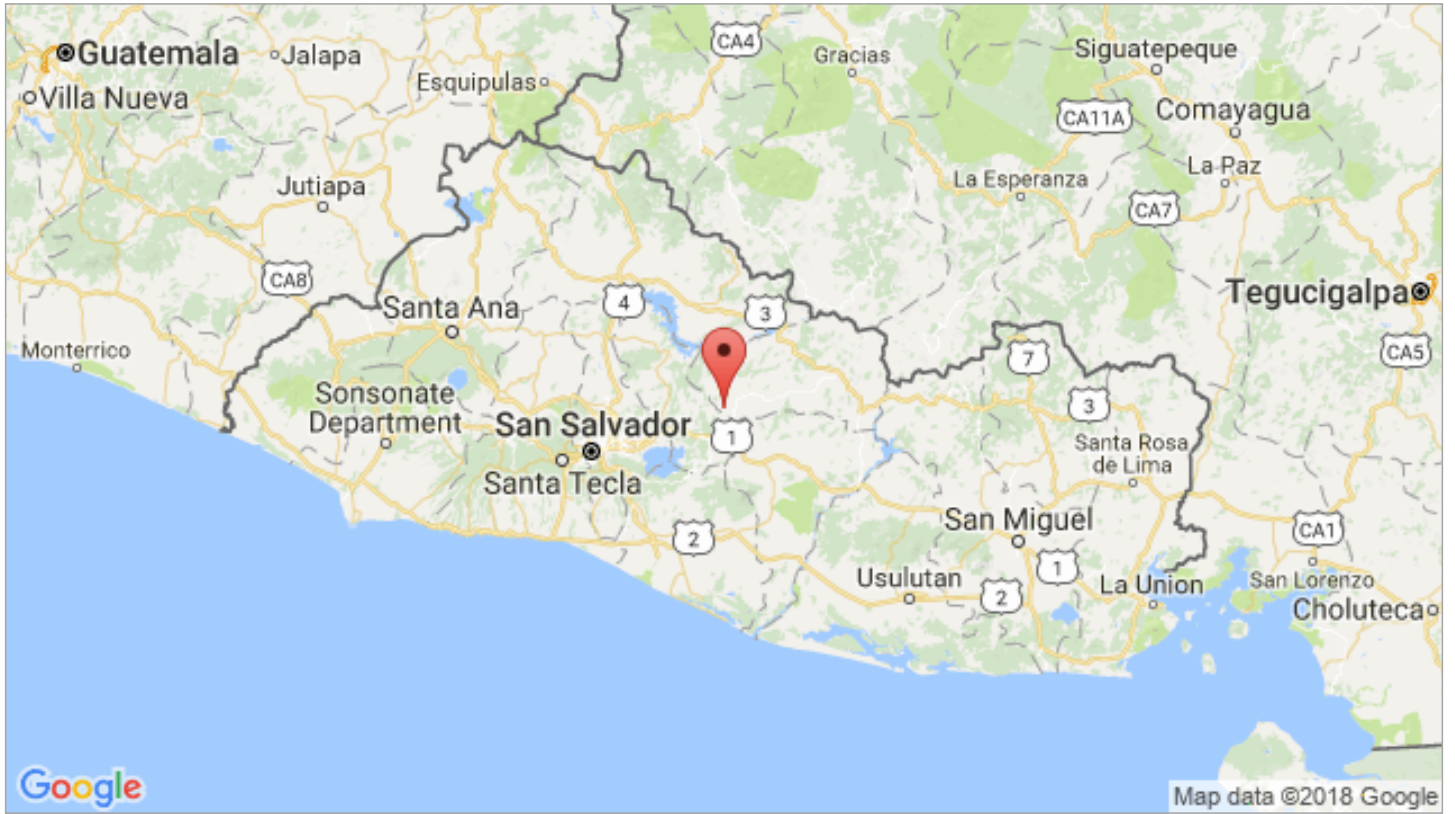 Guatemala
Jalapa
Villa Nueva
Esquipulas
CA4
Gracias
Siguatepeque
CA11A
Comayagua
Jutiapa
La Esperanza
La Paz
CA7
CA8
Santa Ana
4
3
Tegucigalpa
Monterrico
7
CA5
Sonsonate
Department
San Salvador
1
3
Santa Rosa
de Lima
Santa Tecla
San Miguel
CA1
2
1
Usulutan
2
La Union
San Lorenzo
Choluteca
Google
Map data ©2018 Google